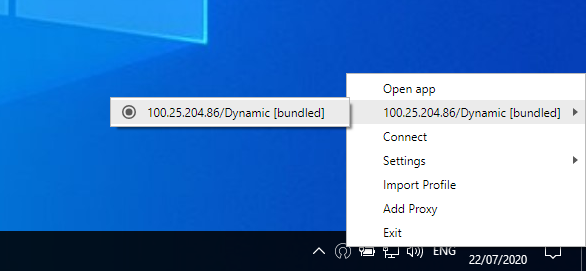 Open app
100.25.204.86/Dynamic [bundled]
100.25.204.86/Dynamic [bundled]
Connect
Settings
Import Profile
Add Proxy
Exit
ENG
22/07/2020